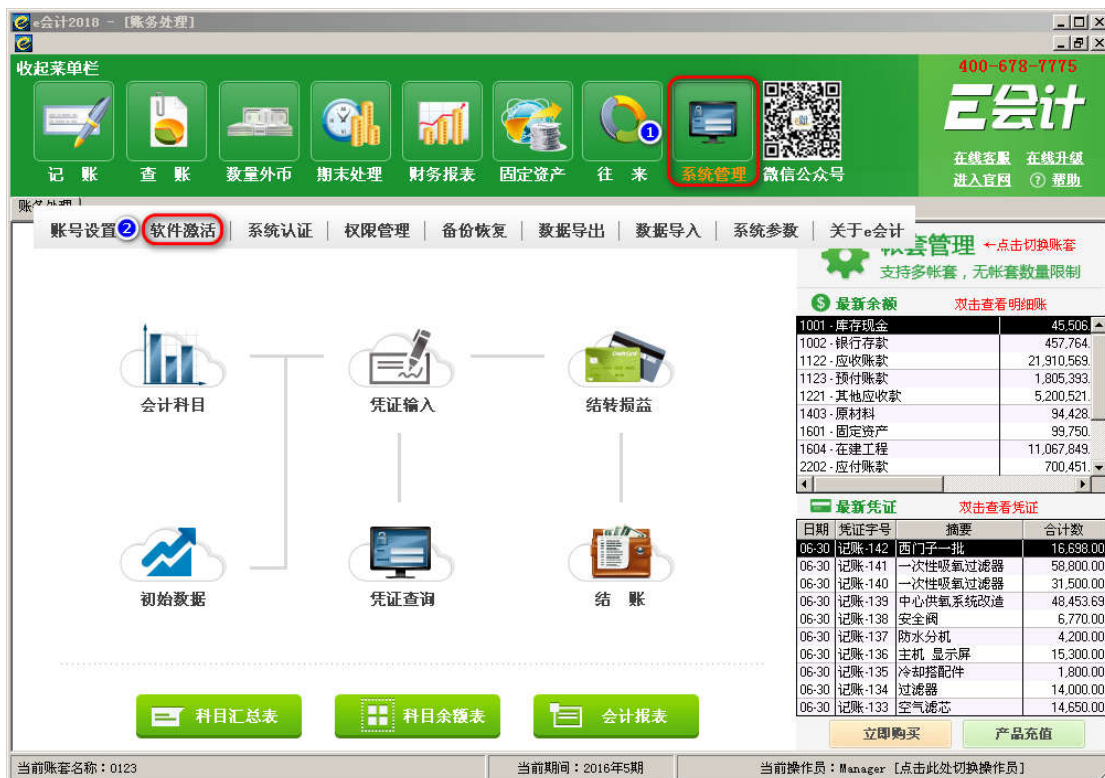 e会计2018 - [账务处理]
收起菜单栏
400-678-7775
E会计
记 账 查 账 数量外币 期末处理 财务报表 固定资产 往 来 1 系统管理 微信公众号
在线客服 在线升级
进入官网 ? 帮助
账务处理
账号设置 2 软件激活 | 系统认证 | 权限管理 | 备份恢复 | 数据导出 | 数据导入 | 系统参数 | 关于e会计
帐套管理 ←点击切换账套
支持多帐套,无帐套数量限制
最新余额 双击查看明细账
1001 - 库存现金 45,506.
1002 - 银行存款 457,764.
1122 - 应收账款 21,910,569.
1123 - 预付账款 1,805,393.
1221 - 其他应收款 5,200,521.
1403 - 原材料 94,428.
1601 - 固定资产 99,750.
1604 - 在建工程 11,067,849.
2202 - 应付账款 700,451.
会计科目 凭证输入 结转损益
初始数据 凭证查询 结 账
最新凭证 双击查看凭证
日期 凭证字号 摘要 合计数
06-30 记账-142 西门子一批 16,698.00
06-30 记账-141 一次性吸氧过滤器 58,800.00
06-30 记账-140 一次性吸氧过滤器 31,500.00
06-30 记账-139 中心供氧系统改造 48,453.69
06-30 记账-138 安全阀 6,770.00
06-30 记账-137 防水分机 4,200.00
06-30 记账-136 主机 显示屏 15,300.00
06-30 记账-135 冷却搭配件 1,800.00
06-30 记账-134 过滤器 14,000.00
06-30 记账-133 空气滤芯 14,650.00
科目汇总表 科目余额表 会计报表
立即购买 产品充值
当前账套名称:0123 当前期间:2016年5期 当前操作员:Manager [点击此处切换操作员]